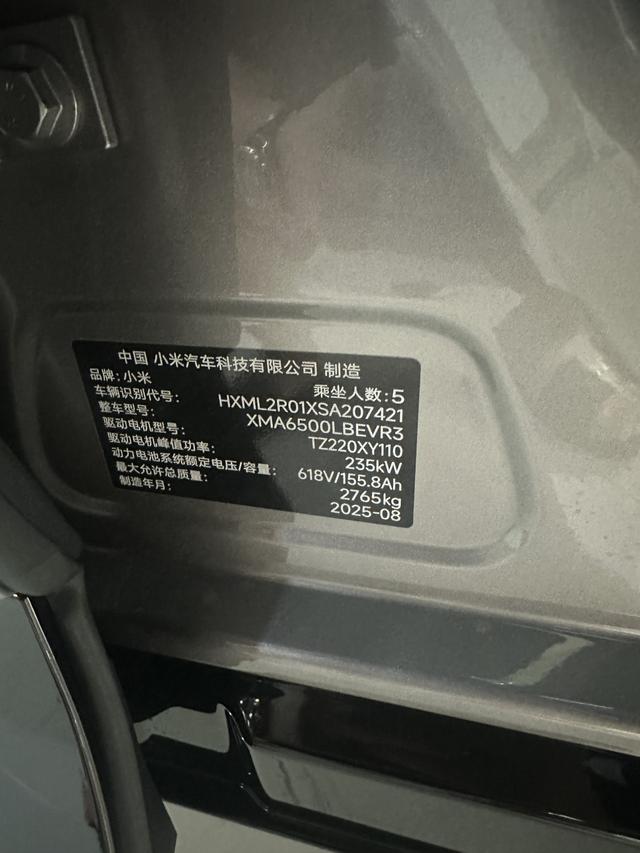 中国 小米汽车科技有限公司 制造
品牌:小米 乘坐人数:5
车辆识别代号: HXML2R01XSA207421
整车型号: XMA6500LBEVR3
驱动电机型号: TZ220XY110
驱动电机峰值功率: 235kW
动力电池系统额定电压/容量: 618V/155.8Ah
最大允许总质量: 2765kg
制造年月: 2025-08